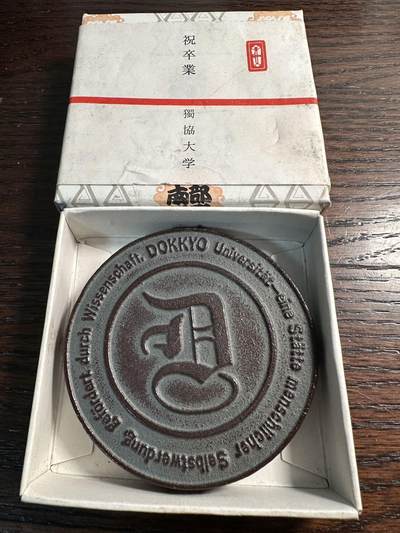 祝卒業
獨協大学
南部
DOKKYO Universität-eine Stätte menschlicher Selbstwerdung, gefördert durch Wissenschaft.
D